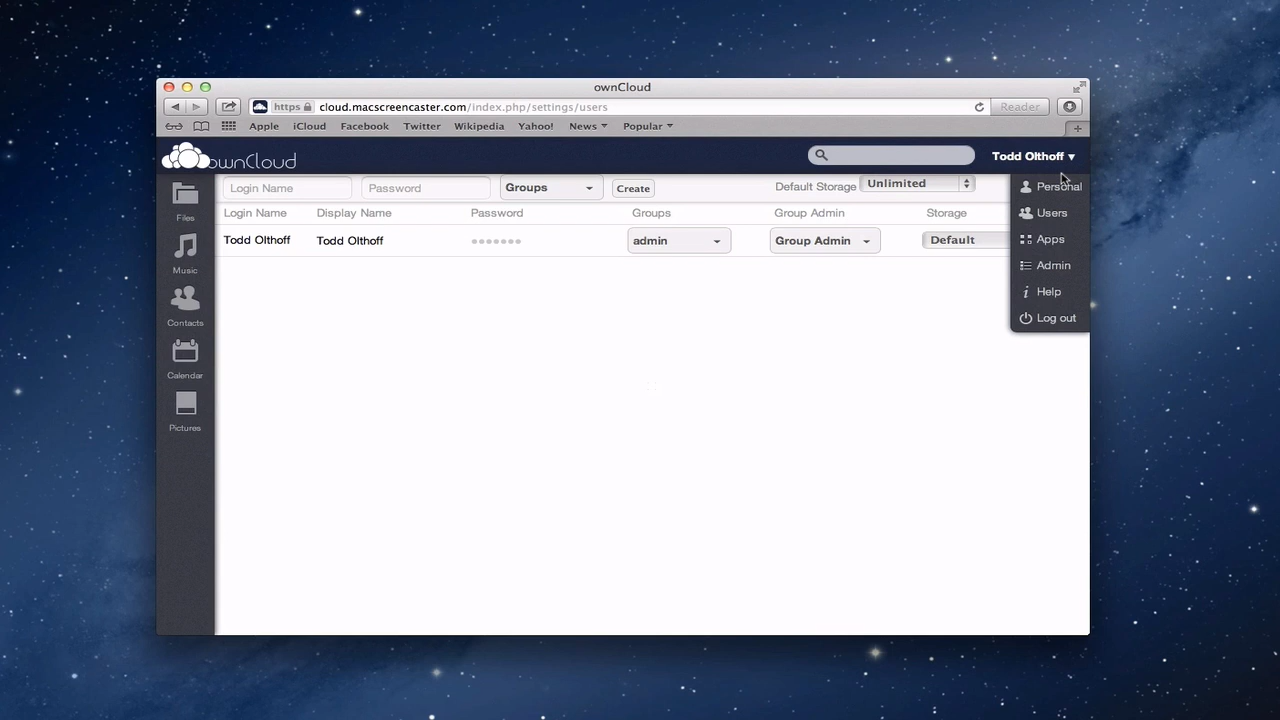 ownCloud
https cloud.macscreencaster.com/index.php/settings/users Reader
Apple iCloud Facebook Twitter Wikipedia Yahoo! News Popular
ownCloud Todd Olthoff
Login Name Password Groups Create Default Storage Unlimited
Login Name Display Name Password Groups Group Admin Storage
Todd Olthoff Todd Olthoff admin Group Admin Default
Personal
Users
Apps
Admin
Help
Log out
Files
Music
Contacts
Calendar
Pictures